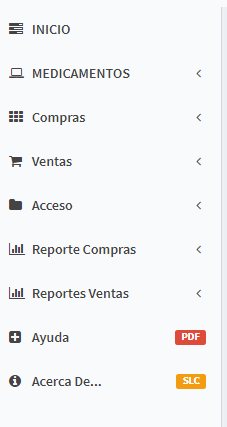 INICIO
MEDICAMENTOS
Compras
Ventas
Acceso
Reporte Compras
Reportes Ventas
Ayuda PDF
Acerca De... SLC